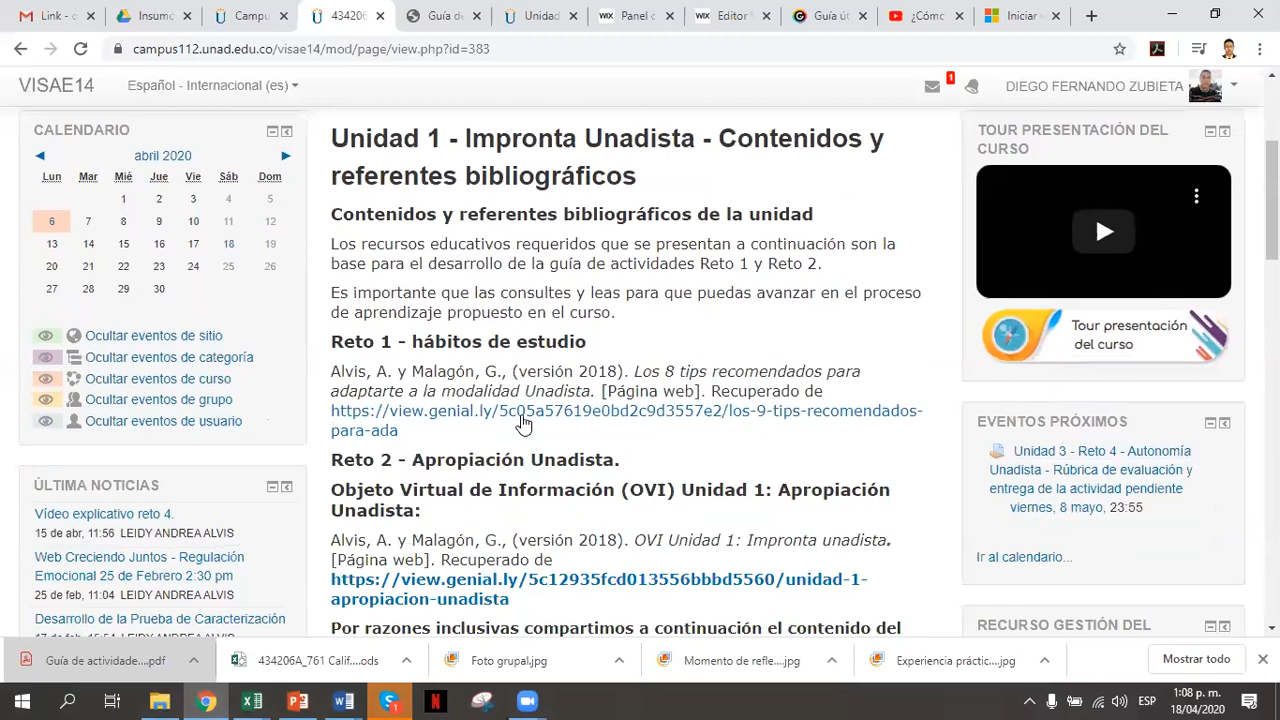 Link - c
Insumo
Campu
434206
Guía de
Unidad
WIX Panel c
WIX Editor
Guía út
¿Cómo
Iniciar
campus112.unad.edu.co/visae14/mod/page/view.php?id=383
VISAE14
Español - Internacional (es)
1
DIEGO FERNANDO ZUBIETA
CALENDARIO
abril 2020
Lun Mar Mié Jue Vie Sáb Dom
1 2 3 4 5
6 7 8 9 10 11 12
13 14 15 16 17 18 19
20 21 22 23 24 25 26
27 28 29 30
Ocultar eventos de sitio
Ocultar eventos de categoría
Ocultar eventos de curso
Ocultar eventos de grupo
Ocultar eventos de usuario
ÚLTIMA NOTICIAS
Vídeo explicativo reto 4.
15 de abr, 11:56 LEIDY ANDREA ALVIS
Web Creciendo Juntos - Regulación
Emocional 25 de Febrero 2:30 pm
25 de feb, 11:04 LEIDY ANDREA ALVIS
Desarrollo de la Prueba de Caracterización
Unidad 1 - Impronta Unadista - Contenidos y
referentes bibliográficos
Contenidos y referentes bibliográficos de la unidad
Los recursos educativos requeridos que se presentan a continuación son la
base para el desarrollo de la guía de actividades Reto 1 y Reto 2.
Es importante que las consultes y leas para que puedas avanzar en el proceso
de aprendizaje propuesto en el curso.
Reto 1 - hábitos de estudio
Alvis, A. y Malagón, G., (versión 2018). Los 8 tips recomendados para
adaptarte a la modalidad Unadista. [Página web]. Recuperado de
https://view.genial.ly/5c05a57619e0bd2c9d3557e2/los-9-tips-recomendados-
para-ada
Reto 2 - Apropiación Unadista.
Objeto Virtual de Información (OVI) Unidad 1: Apropiación
Unadista:
Alvis, A. y Malagón, G., (versión 2018). OVI Unidad 1: Impronta unadista.
[Página web]. Recuperado de
https://view.genial.ly/5c12935fcd013556bbbd5560/unidad-1-
apropiacion-unadista
Por razones inclusivas compartimos a continuación el contenido del
TOUR PRESENTACIÓN DEL
CURSO
Tour presentación
del curso
EVENTOS PRÓXIMOS
Unidad 3 - Reto 4 - Autonomía
Unadista - Rúbrica de evaluación y
entrega de la actividad pendiente
viernes, 8 mayo, 23:55
Ir al calendario...
RECURSO GESTIÓN DEL
Guía de actividade....pdf
434206A_761 Calif....ods
Foto grupal.jpg
Momento de refle....jpg
Experiencia práctic....jpg
Mostrar todo
ESP
1:08 p. m.
18/04/2020